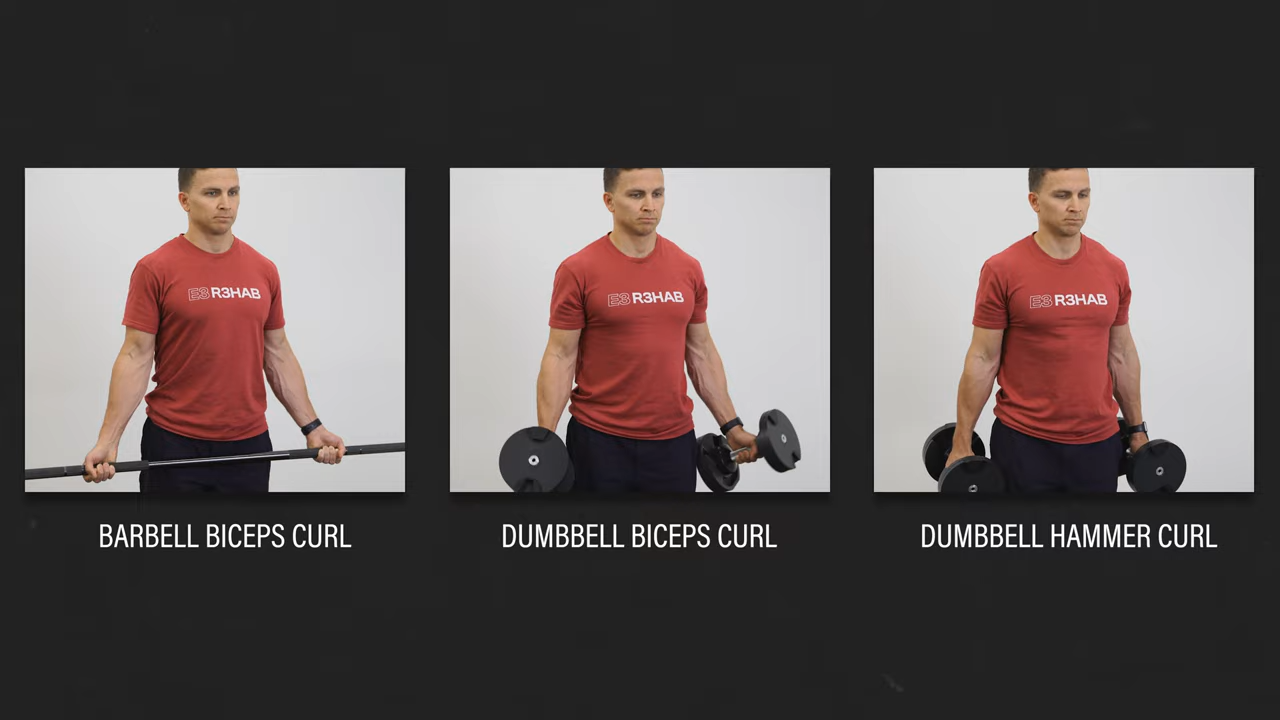 E3 R3HAB
E3 R3HAB
E3 R3HAB
BARBELL BICEPS CURL
DUMBBELL BICEPS CURL
DUMBBELL HAMMER CURL